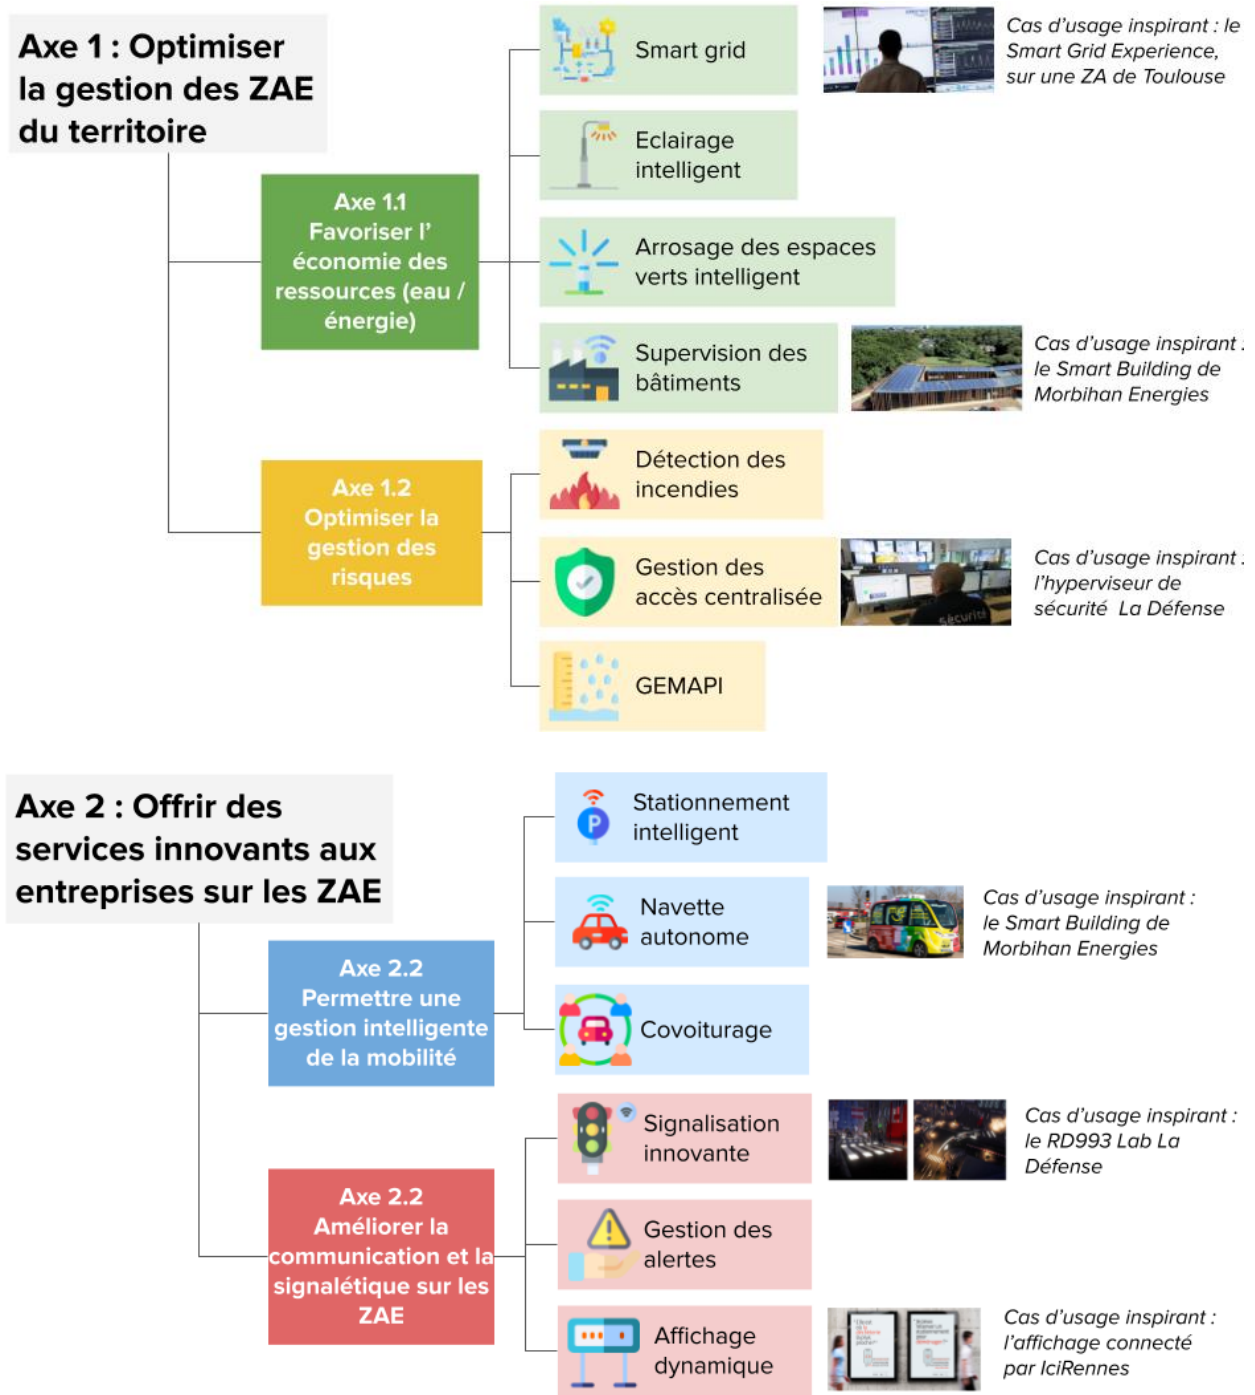 Axe 1 : Optimiser
la gestion des ZAE
du territoire
Axe 1.1
Favoriser l’
économie des
ressources (eau /
énergie)
Smart grid
Cas d’usage inspirant : le
Smart Grid Experience,
sur une ZA de Toulouse
Eclairage
intelligent
Arrosage des espaces
verts intelligent
Supervision des
bâtiments
Cas d’usage inspirant :
le Smart Building de
Morbihan Energies
Axe 1.2
Optimiser la
gestion des
risques
Détection des
incendies
Gestion des
accès centralisée
Sécurité
Cas d’usage inspirant :
l’hyperviseur de
sécurité La Défense
GEMAPI
Axe 2 : Offrir des
services innovants aux
entreprises sur les ZAE
Axe 2.2
Permettre une
gestion intelligente
de la mobilité
P
Stationnement
intelligent
Navette
autonome
Cas d’usage inspirant :
le Smart Building de
Morbihan Energies
Covoiturage
Axe 2.2
Améliorer la
communication et la
signalétique sur les
ZAE
Signalisation
innovante
Cas d’usage inspirant :
le RD993 Lab La
Défense
Gestion des
alertes
Affichage
dynamique
Cas d’usage inspirant :
l’affichage connecté
par IciRennes